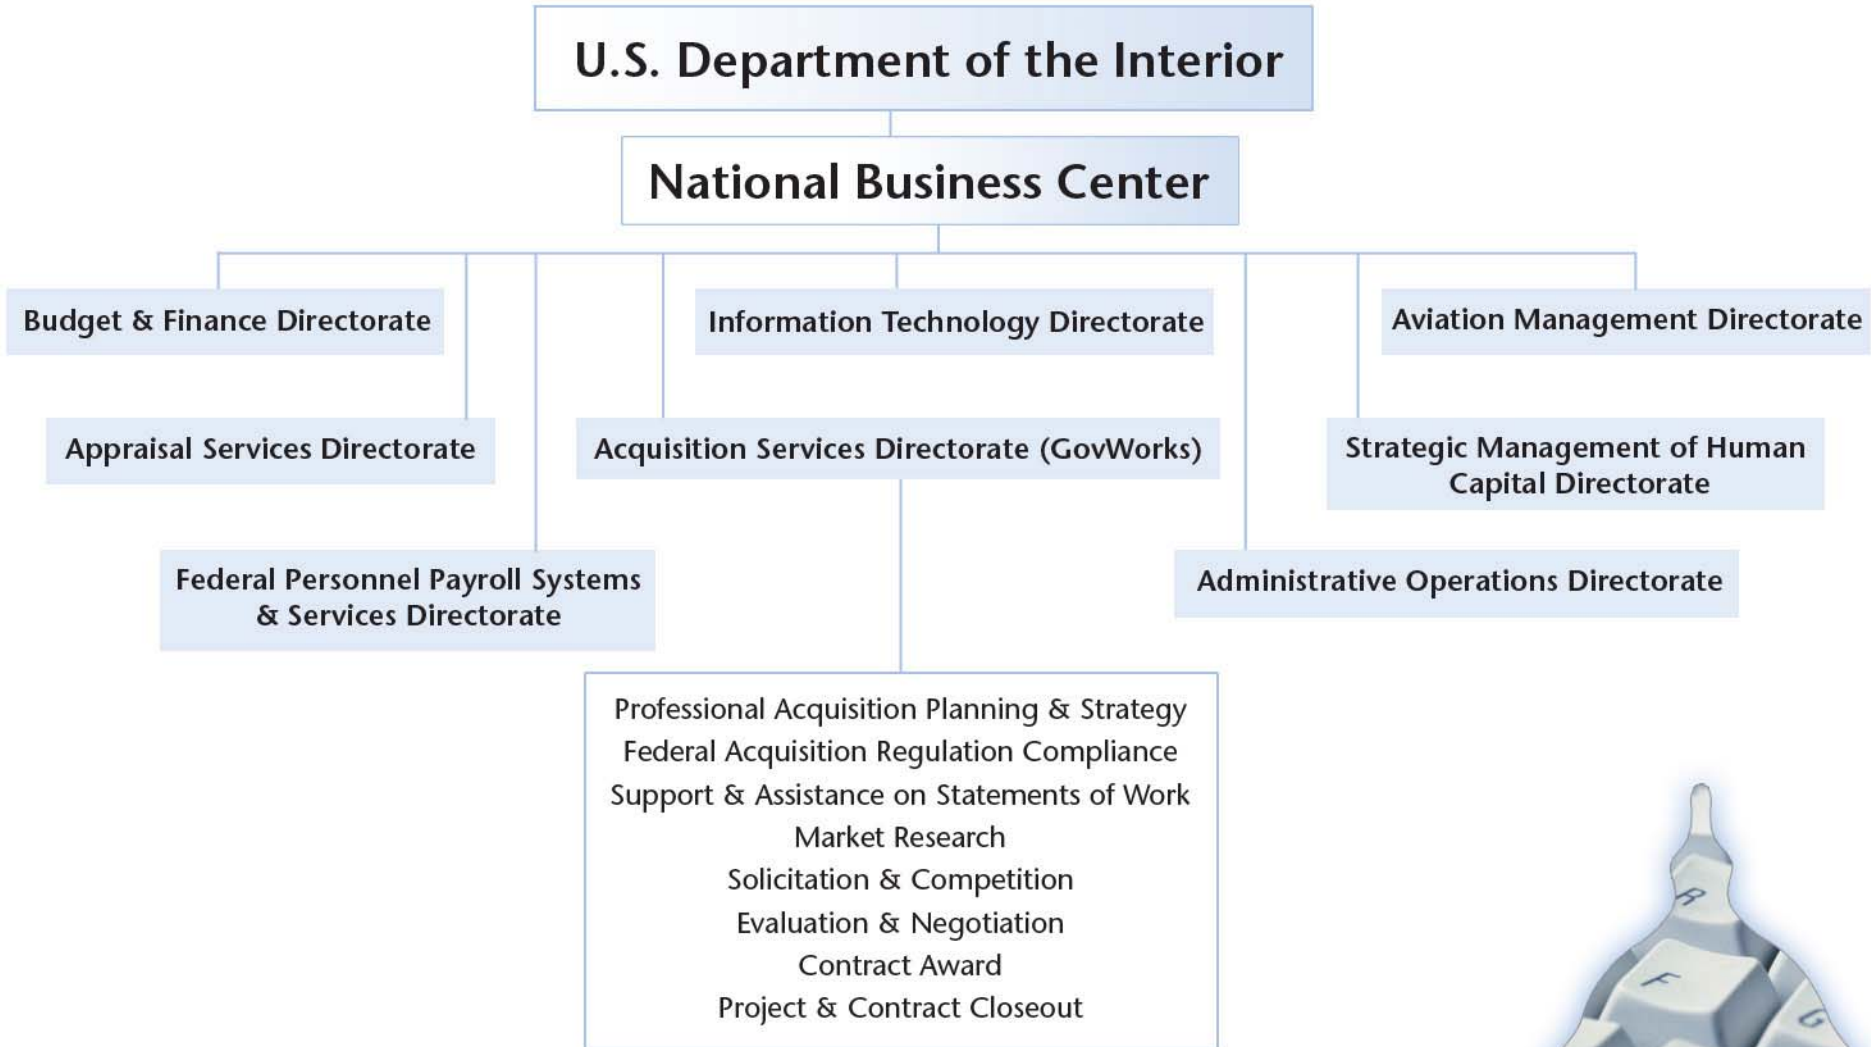 U.S. Department of the Interior
National Business Center
Budget & Finance Directorate
Information Technology Directorate
Aviation Management Directorate
Appraisal Services Directorate
Acquisition Services Directorate (GovWorks)
Strategic Management of Human
Capital Directorate
Federal Personnel Payroll Systems
& Services Directorate
Administrative Operations Directorate
Professional Acquisition Planning & Strategy
Federal Acquisition Regulation Compliance
Support & Assistance on Statements of Work
Market Research
Solicitation & Competition
Evaluation & Negotiation
Contract Award
Project & Contract Closeout
R
F
G